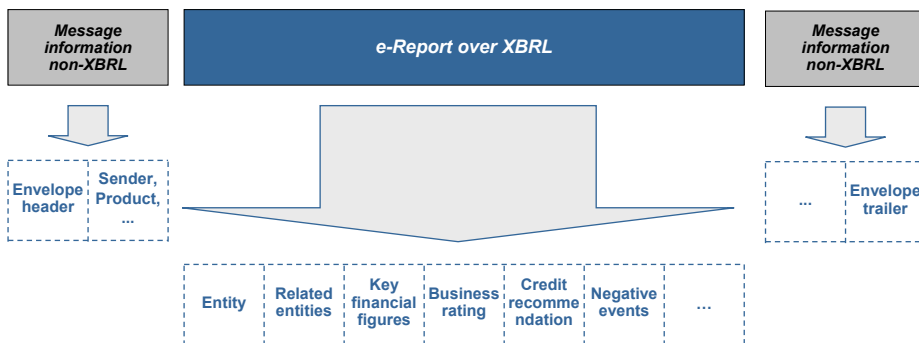 Message
information
non-XBRL
e-Report over XBRL
Message
information
non-XBRL
Envelope
header
Sender,
Product,
...
...
Envelope
trailer
Entity
Related
entities
Key
financial
figures
Business
rating
Credit
recomme
ndation
Negative
events
...